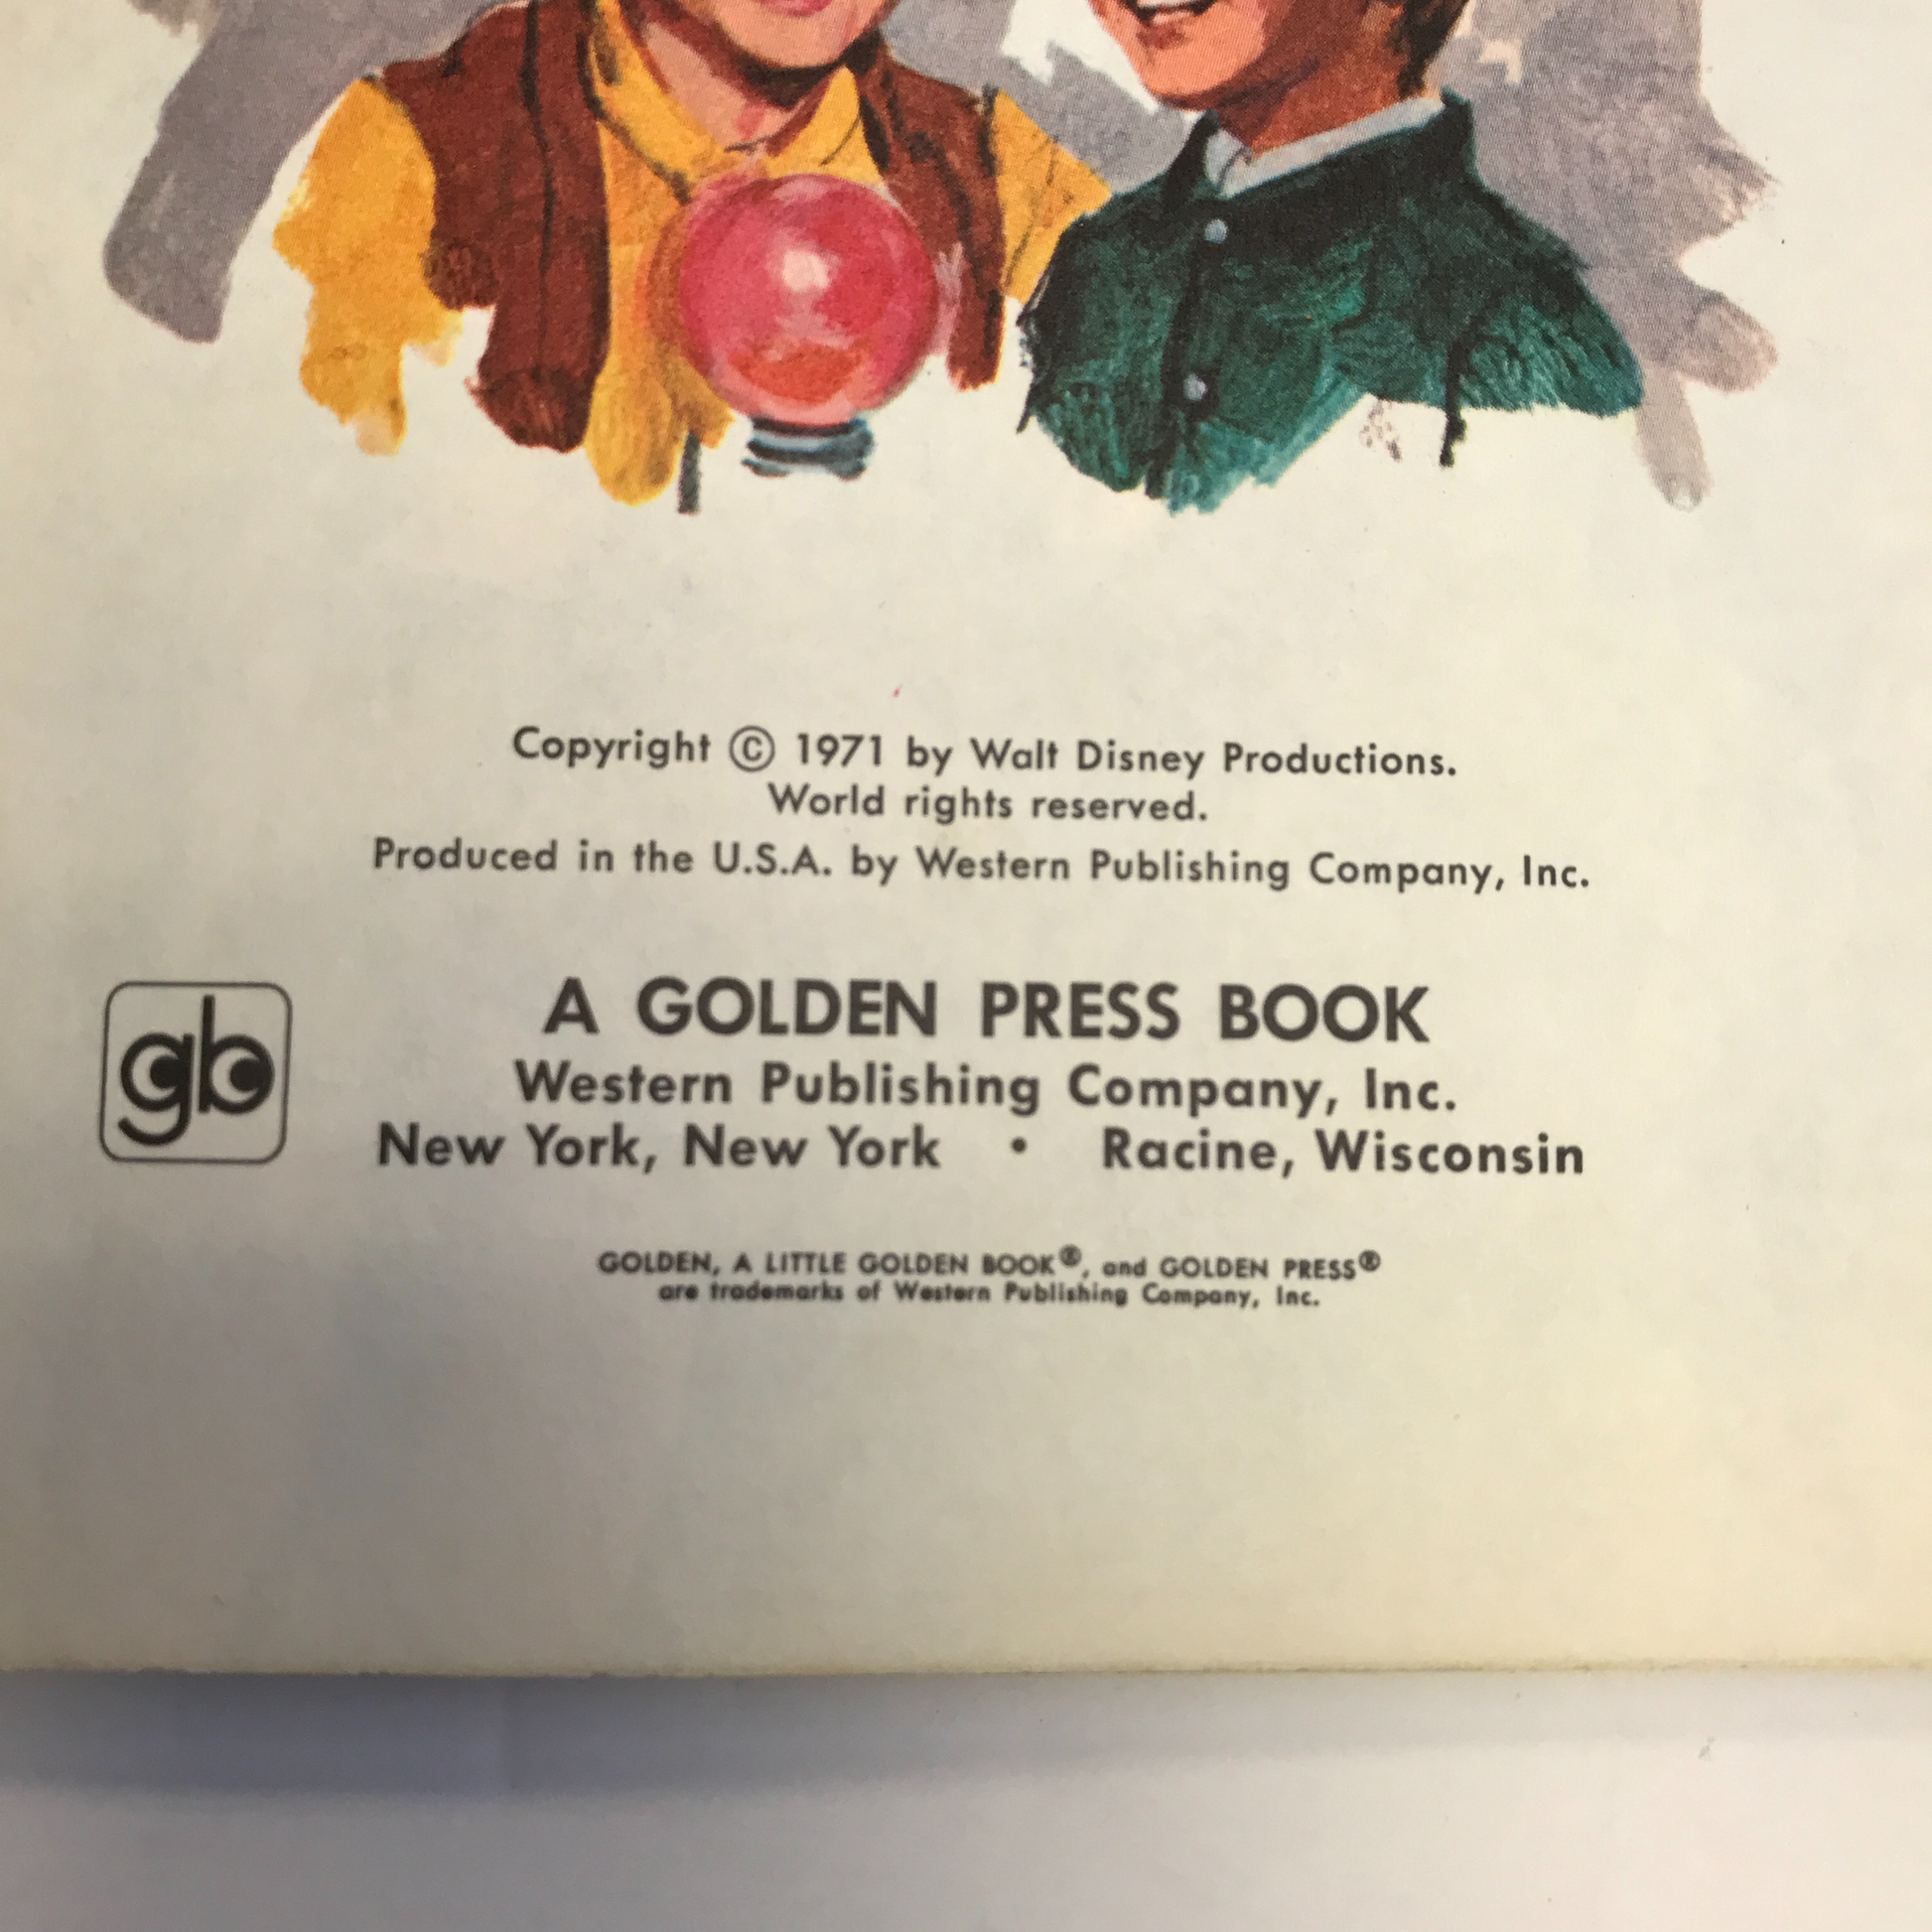 Copyright © 1971 by Walt Disney Productions.
World rights reserved.
Produced in the U.S.A. by Western Publishing Company, Inc.
gb
A GOLDEN PRESS BOOK
Western Publishing Company, Inc.
New York, New York • Racine, Wisconsin
GOLDEN, A LITTLE GOLDEN BOOK®, and GOLDEN PRESS®
are trademarks of Western Publishing Company, Inc.